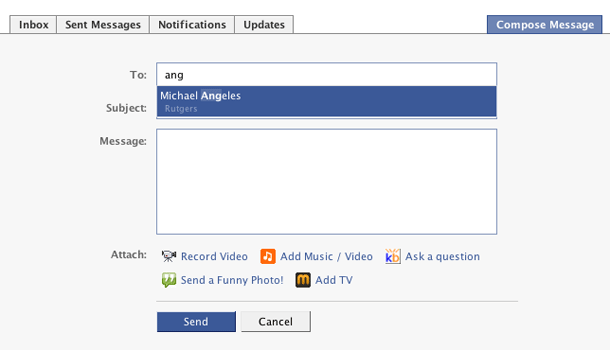 Inbox Sent Messages Notifications Updates Compose Message
To: ang
Michael Angeles
Rutgers
Subject:
Message:
Attach: Record Video Add Music / Video kb Ask a question
Send a Funny Photo! m Add TV
Send Cancel